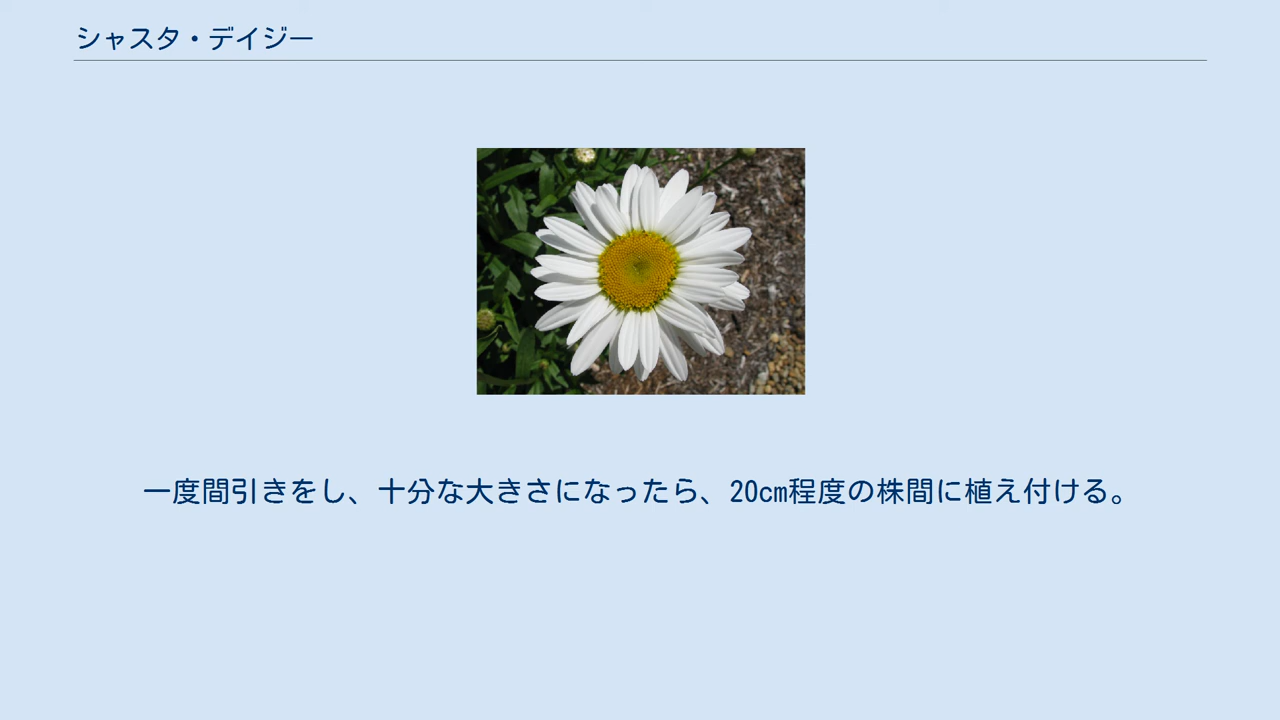 シャスタ・デイジー
一度間引きをし、十分な大きさになったら、20cm程度の株間に植え付ける。